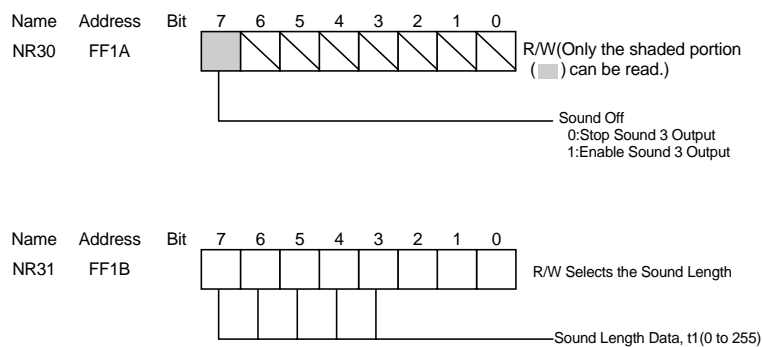 Name Address Bit 7 6 5 4 3 2 1 0
NR30 FF1A R/W(Only the shaded portion
( ) can be read.)
Sound Off
0:Stop Sound 3 Output
1:Enable Sound 3 Output
Name Address Bit 7 6 5 4 3 2 1 0
NR31 FF1B R/W Selects the Sound Length
Sound Length Data, t1(0 to 255)